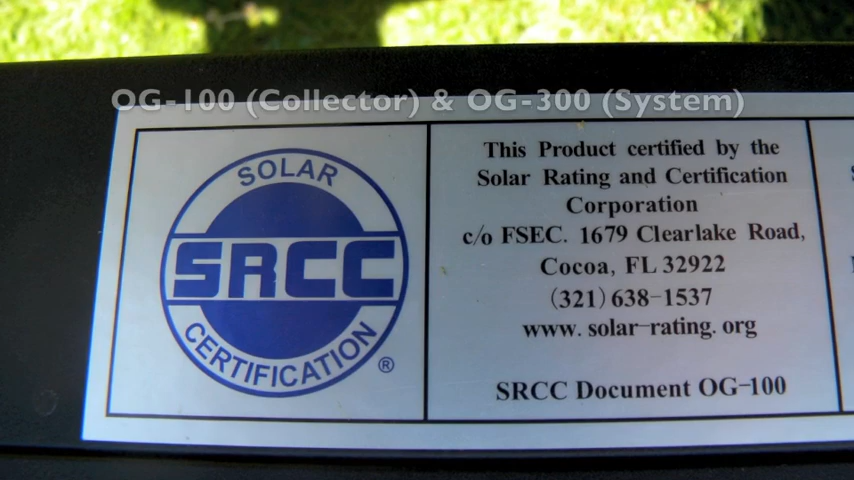 OG-100 (Collector) & OG-300 (System)
SOLAR
SRCC
CERTIFICATION
®
This Product certified by the
Solar Rating and Certification
Corporation
c/o FSEC. 1679 Clearlake Road,
Cocoa, FL 32922
(321) 638-1537
www. solar-rating. org
SRCC Document OG-100